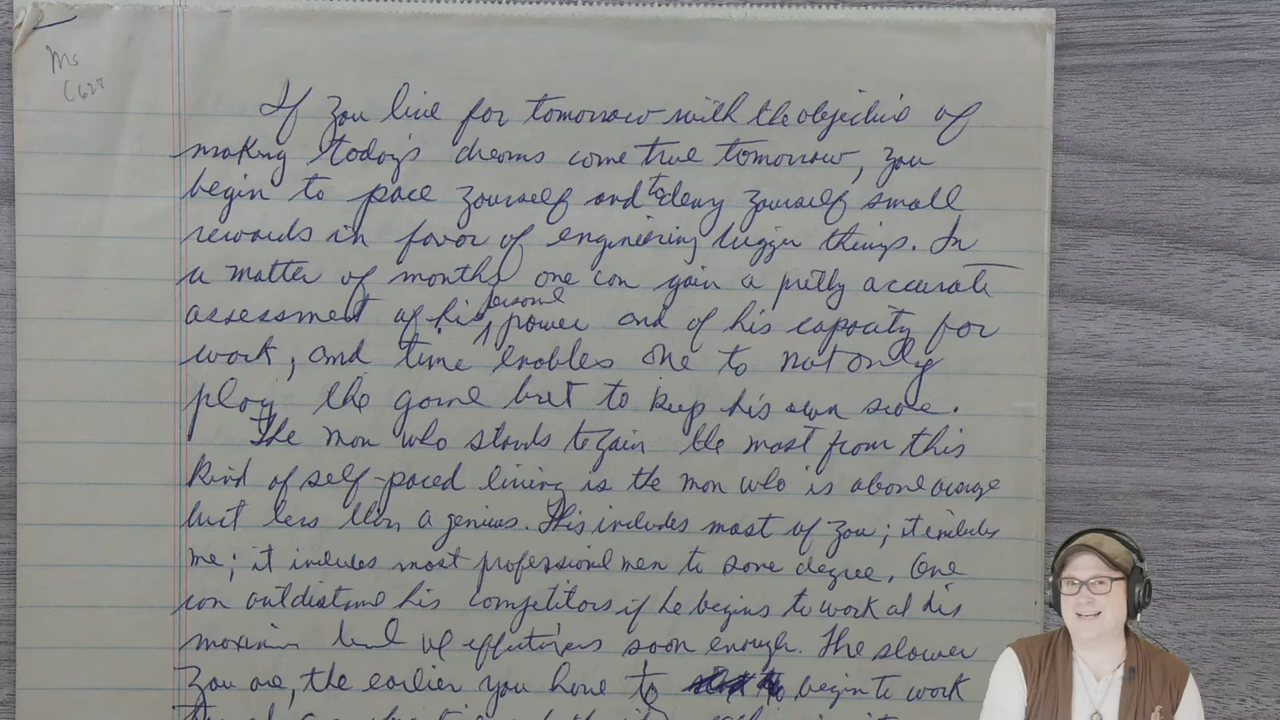 Ms
C628
If you live for tomorrow with the objective of
making today's dreams come true tomorrow, you
begin to pace yourself and to deny yourself small
rewards in favor of engineering bigger things. In
a matter of months one can gain a pretty accurate
assessment of his personal power and of his capacity for
work, and time enables one to not only
play the game but to keep his own score.
The man who stands to gain the most from this
kind of self-paced living is the man who is above average
but less than a genius. This includes most of you; it includes
me; it includes most professional men to some degree. One
can outdistance his competitors if he begins to work at his
maximum level of effectiveness soon enough. The slower
you are, the earlier you have to begin to work